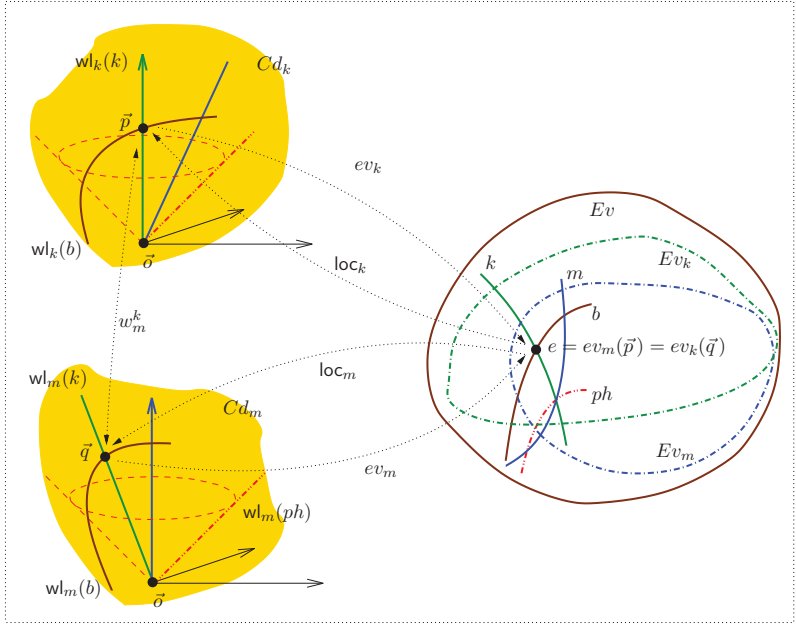 wl_k(k)
Cd_k
p⃗
wl_k(b)
o⃗
ev_k
loc_k
w^k_m
Ev
Ev_k
k
m
b
e = ev_m(p⃗) = ev_k(q⃗)
ph
Ev_m
wl_m(k)
loc_m
Cd_m
q⃗
ev_m
wl_m(ph)
wl_m(b)
o⃗